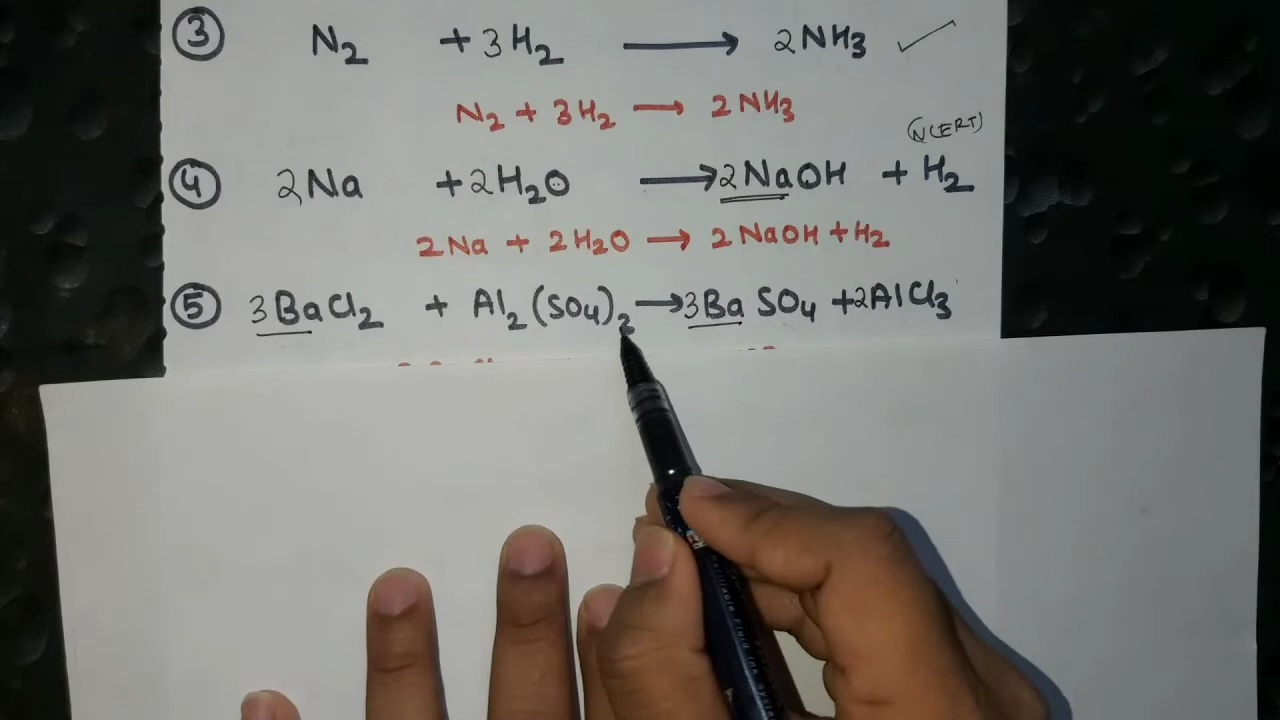 ③ N₂ + 3H₂ ⟶ 2NH₃ ✓
N₂ + 3H₂ ⟶ 2NH₃
(NCERT)
④ 2Na + 2H₂O ⟶ 2NaOH + H₂
2Na + 2H₂O ⟶ 2NaOH + H₂
⑤ 3BaCl₂ + Al₂(SO₄)₃ ⟶ 3BaSO₄ + 2AlCl₃